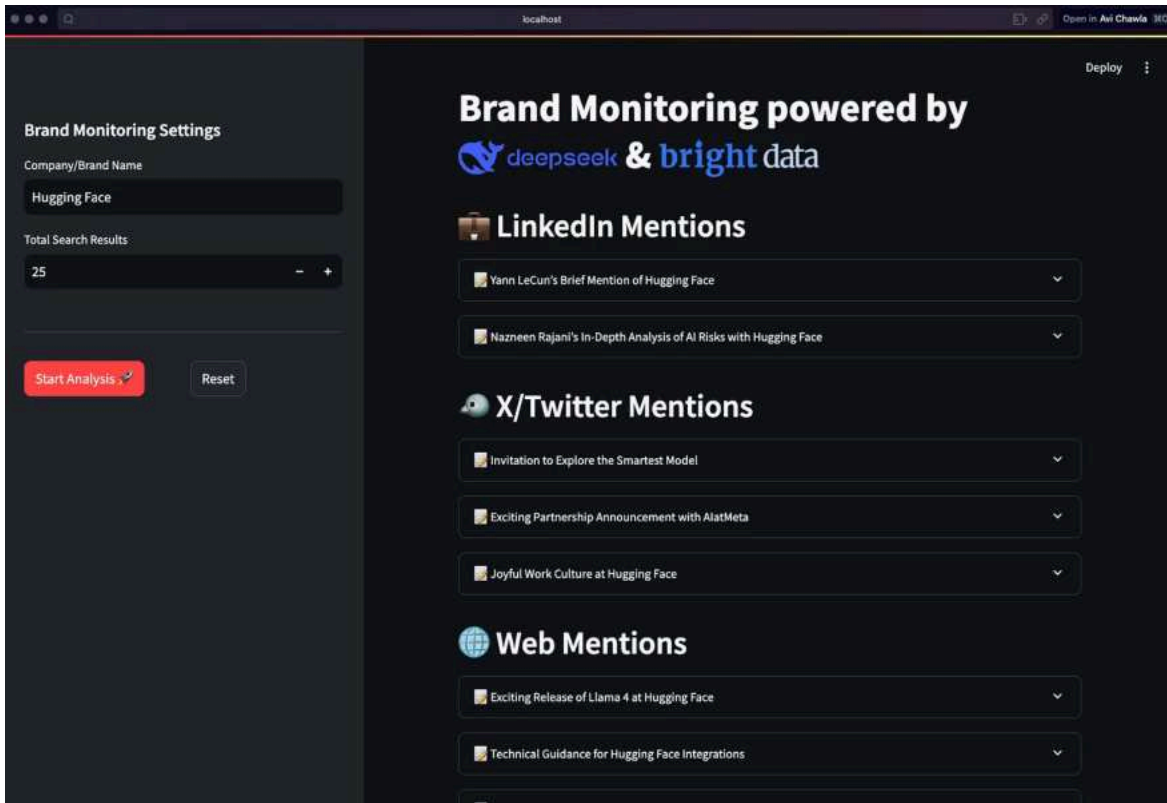 localhost
Open in Avi Chawla
Deploy
Brand Monitoring Settings
Company/Brand Name
Hugging Face
Total Search Results
25
Start Analysis 🚀
Reset
Brand Monitoring powered by
deepseek & bright data
LinkedIn Mentions
Yann LeCun's Brief Mention of Hugging Face
Nazneen Rajani's In-Depth Analysis of AI Risks with Hugging Face
X/Twitter Mentions
Invitation to Explore the Smartest Model
Exciting Partnership Announcement with AIatMeta
Joyful Work Culture at Hugging Face
Web Mentions
Exciting Release of Llama 4 at Hugging Face
Technical Guidance for Hugging Face Integrations